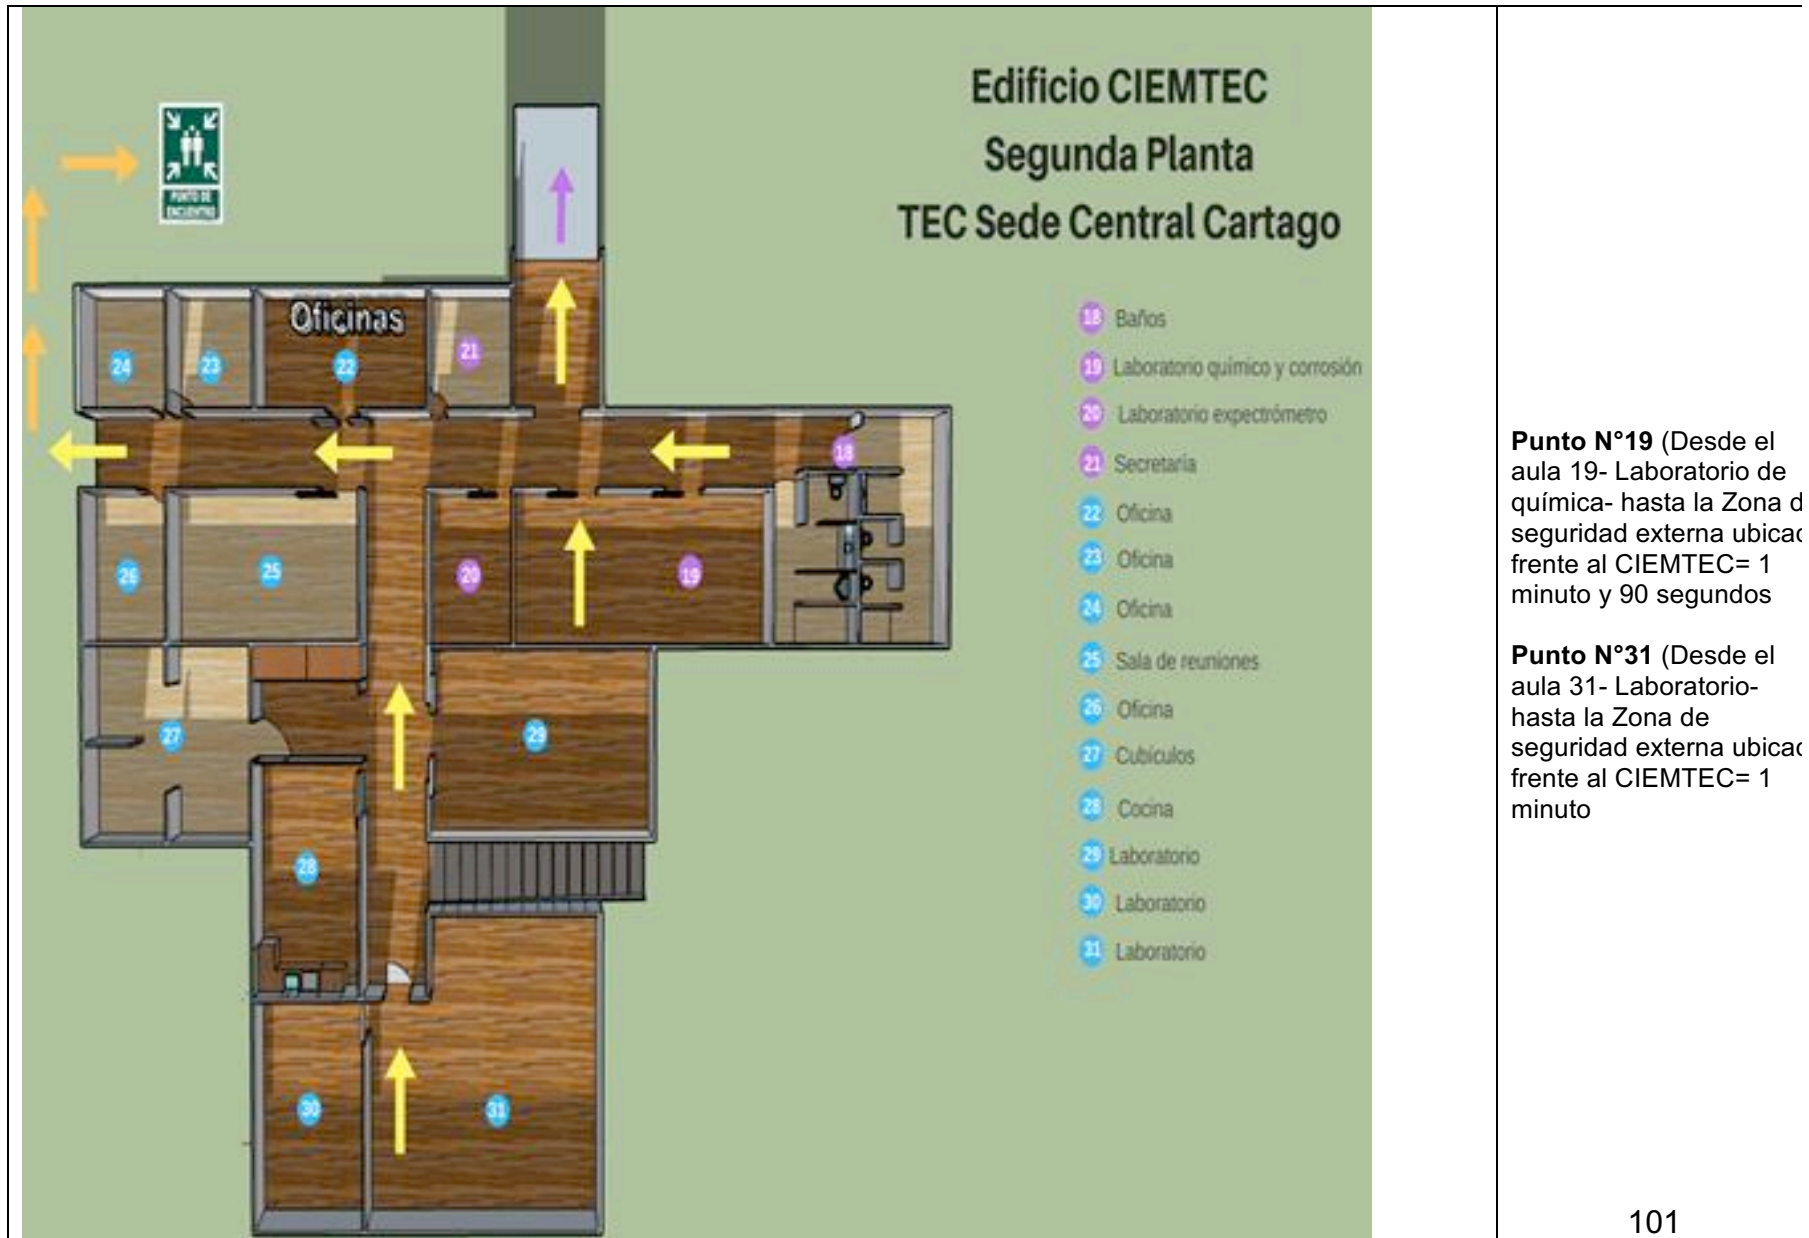 Edificio CIEMTEC
Segunda Planta
TEC Sede Central Cartago
PUNTO DE
ENCUENTRO
Oficinas
24
23
22
21
18
26
25
20
19
27
29
28
30
31
18 Baños
19 Laboratorio químico y corrosión
20 Laboratorio expectrómetro
21 Secretaría
22 Oficina
23 Oficina
24 Oficina
25 Sala de reuniones
26 Oficina
27 Cubículos
28 Cocina
29 Laboratorio
30 Laboratorio
31 Laboratorio
Punto N°19 (Desde el
aula 19- Laboratorio de
química- hasta la Zona d
seguridad externa ubicad
frente al CIEMTEC= 1
minuto y 90 segundos
Punto N°31 (Desde el
aula 31- Laboratorio-
hasta la Zona de
seguridad externa ubicad
frente al CIEMTEC= 1
minuto
101